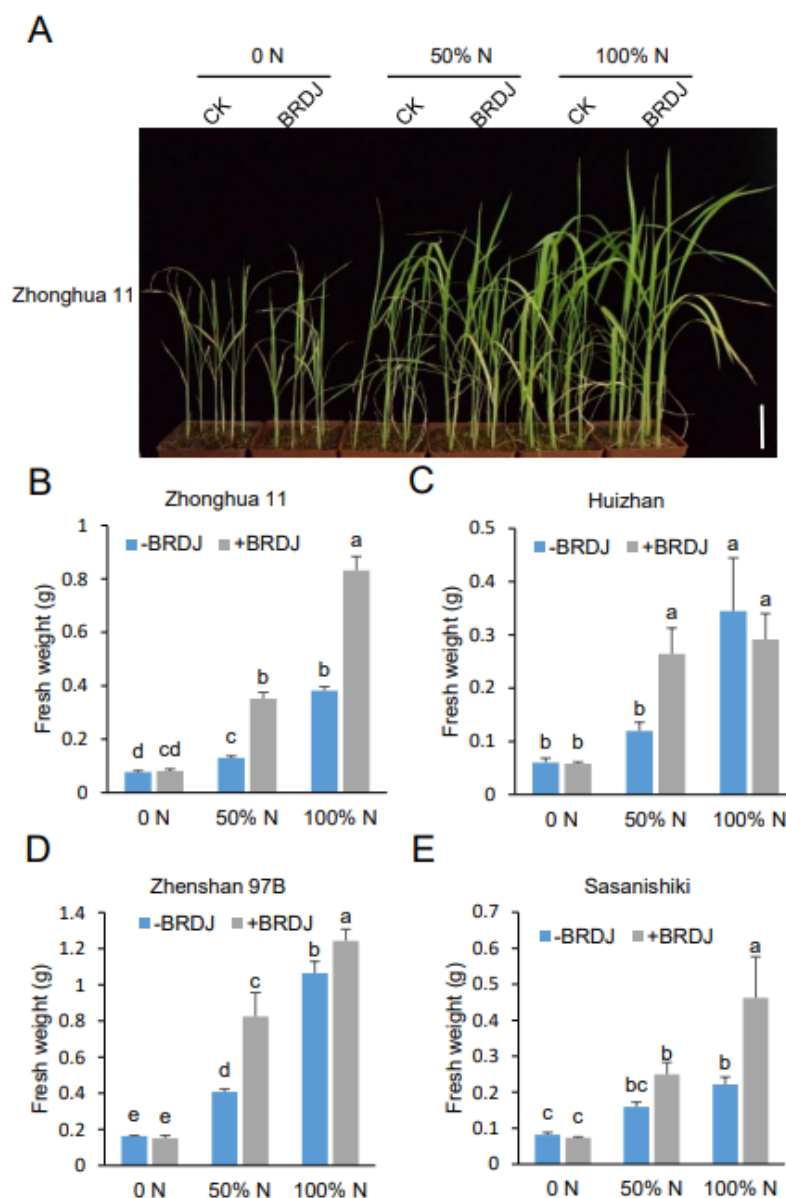 A
0 N 50% N 100% N
CK BRDJ CK BRDJ CK BRDJ
Zhonghua 11
B
Zhonghua 11
-BRDJ +BRDJ
Fresh weight (g)
1
0.8
0.6
0.4
0.2
0
d cd c b b a
0 N 50% N 100% N
C
Huizhan
-BRDJ +BRDJ
Fresh weight (g)
0.5
0.4
0.3
0.2
0.1
0
b b b a a a
0 N 50% N 100% N
D
Zhenshan 97B
-BRDJ +BRDJ
Fresh weight (g)
1.4
1.2
1
0.8
0.6
0.4
0.2
0
e e d c b a
0 N 50% N 100% N
E
Sasanishiki
-BRDJ +BRDJ
Fresh weight (g)
0.7
0.6
0.5
0.4
0.3
0.2
0.1
0
c c bc b b a
0 N 50% N 100% N